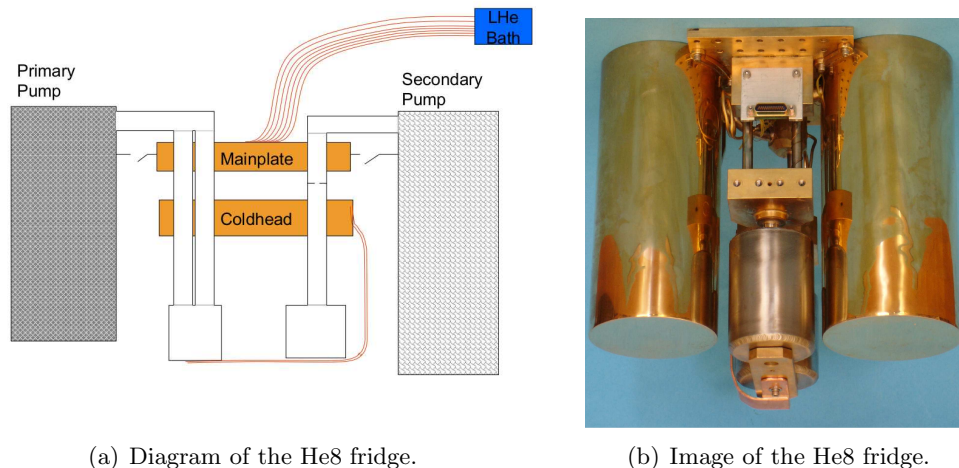 LHe
Bath
Primary
Pump
Secondary
Pump
Mainplate
Coldhead
(a) Diagram of the He8 fridge.
(b) Image of the He8 fridge.